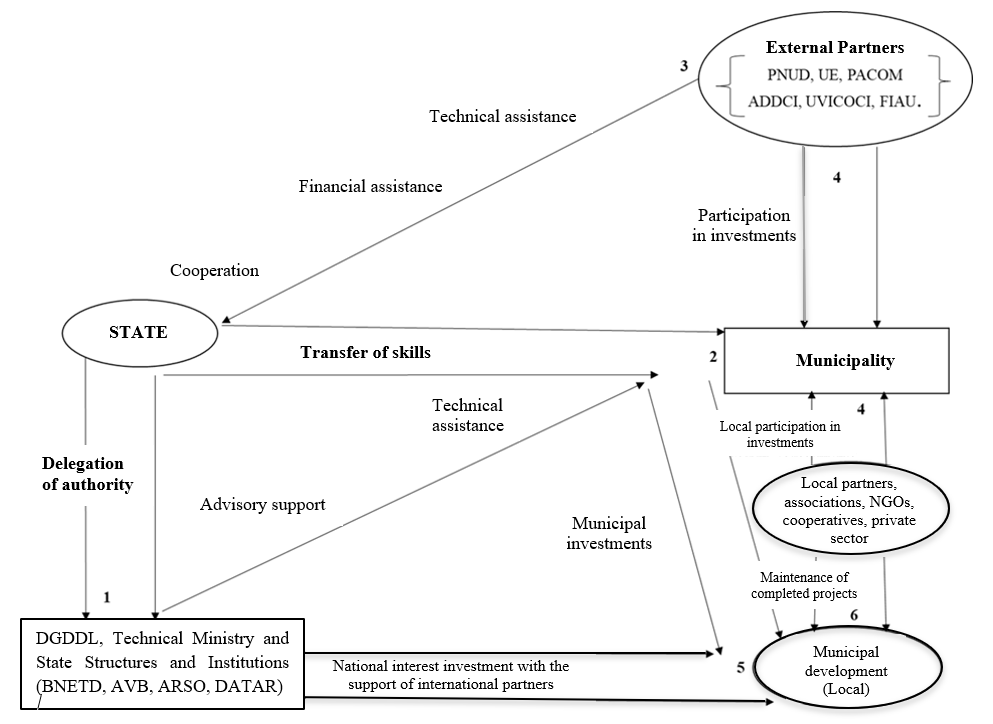 External Partners
PNUD, UE, PACOM
ADDCI, UVICOCI, FIAU.
3
Technical assistance
4
Financial assistance
Participation
in investments
Cooperation
STATE
Transfer of skills
2
Municipality
Technical
assistance
4
Local participation in
investments
Delegation
of authority
Local partners,
associations, NGOs,
cooperatives, private
sector
Advisory support
Municipal
investments
Maintenance of
completed projects
1
6
DGDDL, Technical Ministry and
State Structures and Institutions
(BNETD, AVB, ARSO, DATAR)
National interest investment with the
support of international partners
5
Municipal
development
(Local)